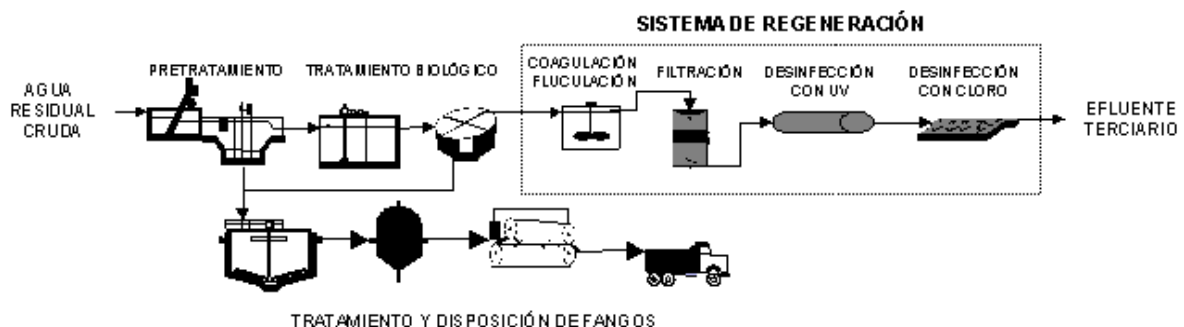 SISTEMA DE REGENERACIÓN
PRETRATAMIENTO
TRATAMIENTO BIOLÓGICO
COAGULACIÓN
FLUCULACIÓN
FILTRACIÓN
DESINFECCIÓN
CON UV
DESINFECCIÓN
CON CLORO
AGUA
RESIDUAL
CRUDA
EFLUENTE
TERCIARIO
TRATAMIENTO Y DISPOSICIÓN DE FANGOS